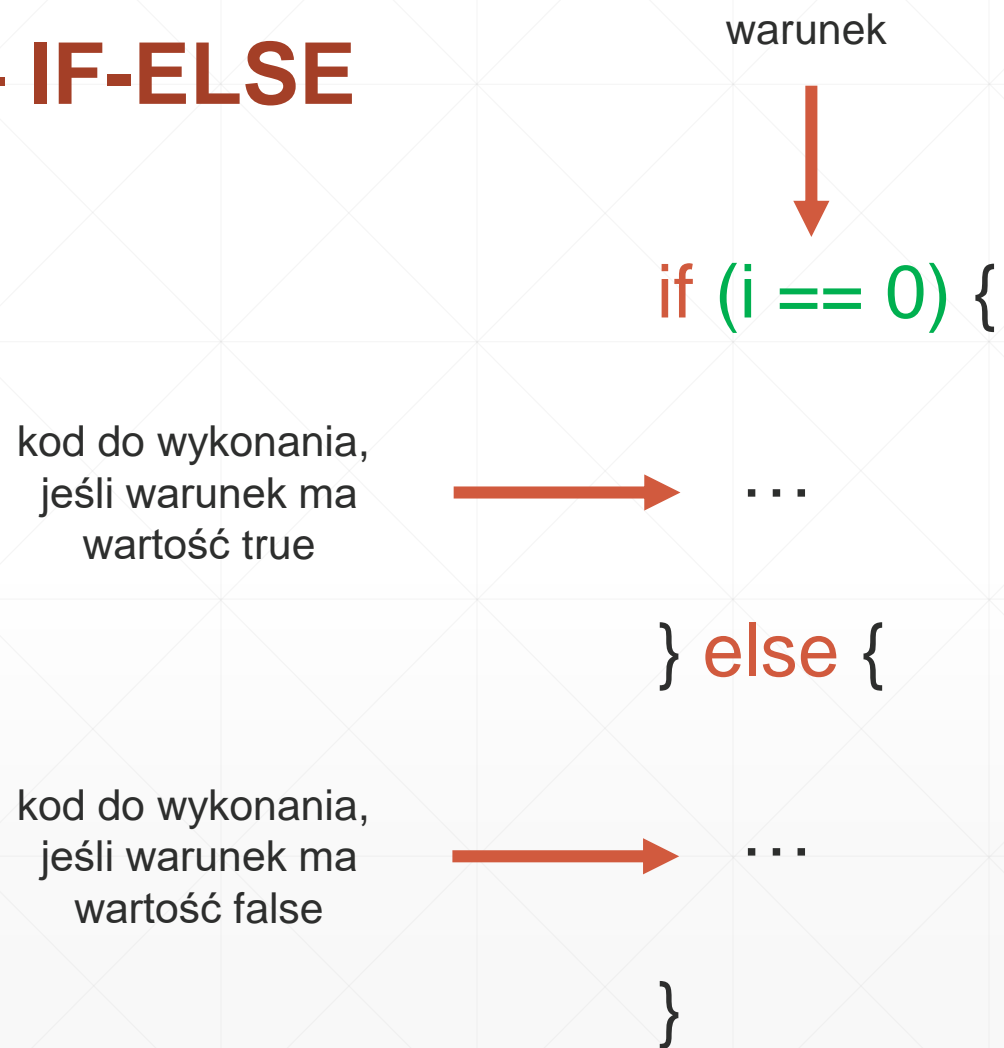 - IF-ELSE
warunek
if (i == 0) {
kod do wykonania,
jeśli warunek ma
wartość true
...
} else {
kod do wykonania,
jeśli warunek ma
wartość false
...
}